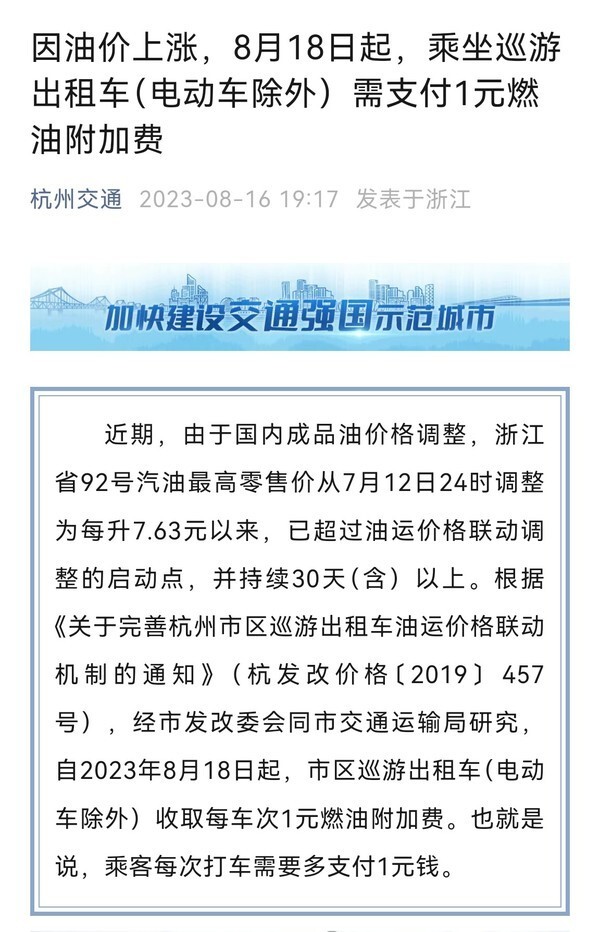 因油价上涨，8月18日起，乘坐巡游
出租车(电动车除外）需支付1元燃
油附加费
杭州交通 2023-08-16 19:17 发表于浙江
加快建设交通强国示范城市
近期，由于国内成品油价格调整，浙江
省92号汽油最高零售价从7月12日24时调整
为每升7.63元以来，已超过油运价格联动调
整的启动点，并持续30天(含）以上。根据
《关于完善杭州市区巡游出租车油运价格联动
机制的通知》（杭发改价格〔2019〕457
号），经市发改委会同市交通运输局研究，
自2023年8月18日起，市区巡游出租车(电动
车除外）收取每车次1元燃油附加费。也就是
说，乘客每次打车需要多支付1元钱。